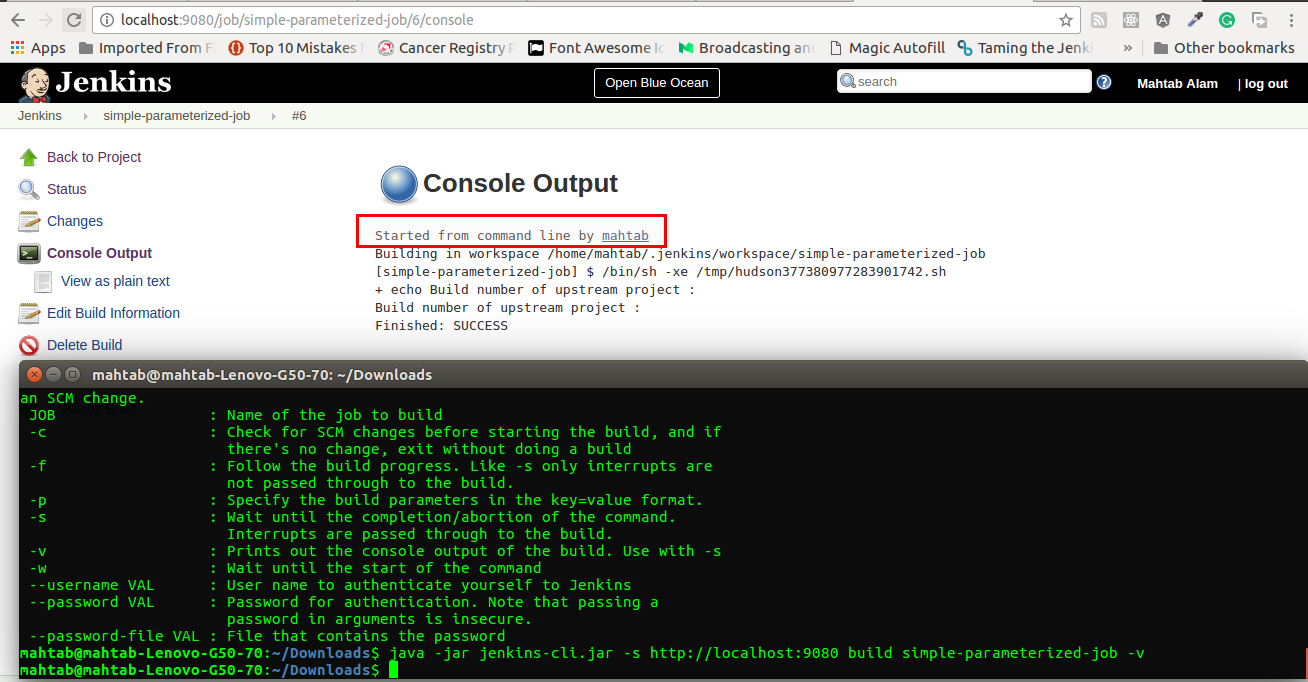 localhost:9080/job/simple-parameterized-job/6/console
Apps Imported From F Top 10 Mistakes Cancer Registry Font Awesome Ic Broadcasting an Magic Autofill Taming the Jenki » Other bookmarks
Jenkins Open Blue Ocean search ? Mahtab Alam | log out
Jenkins simple-parameterized-job #6
Back to Project
Status
Changes
Console Output
View as plain text
Edit Build Information
Delete Build
Console Output
Started from command line by mahtab
Building in workspace /home/mahtab/.jenkins/workspace/simple-parameterized-job
[simple-parameterized-job] $ /bin/sh -xe /tmp/hudson377380977283901742.sh
+ echo Build number of upstream project :
Build number of upstream project :
Finished: SUCCESS
mahtab@mahtab-Lenovo-G50-70: ~/Downloads
an SCM change.
JOB : Name of the job to build
-c : Check for SCM changes before starting the build, and if
there's no change, exit without doing a build
-f : Follow the build progress. Like -s only interrupts are
not passed through to the build.
-p : Specify the build parameters in the key=value format.
-s : Wait until the completion/abortion of the command.
Interrupts are passed through to the build.
-v : Prints out the console output of the build. Use with -s
-w : Wait until the start of the command
--username VAL : User name to authenticate yourself to Jenkins
--password VAL : Password for authentication. Note that passing a
password in arguments is insecure.
--password-file VAL : File that contains the password
mahtab@mahtab-Lenovo-G50-70:~/Downloads$ java -jar jenkins-cli.jar -s http://localhost:9080 build simple-parameterized-job -v
mahtab@mahtab-Lenovo-G50-70:~/Downloads$